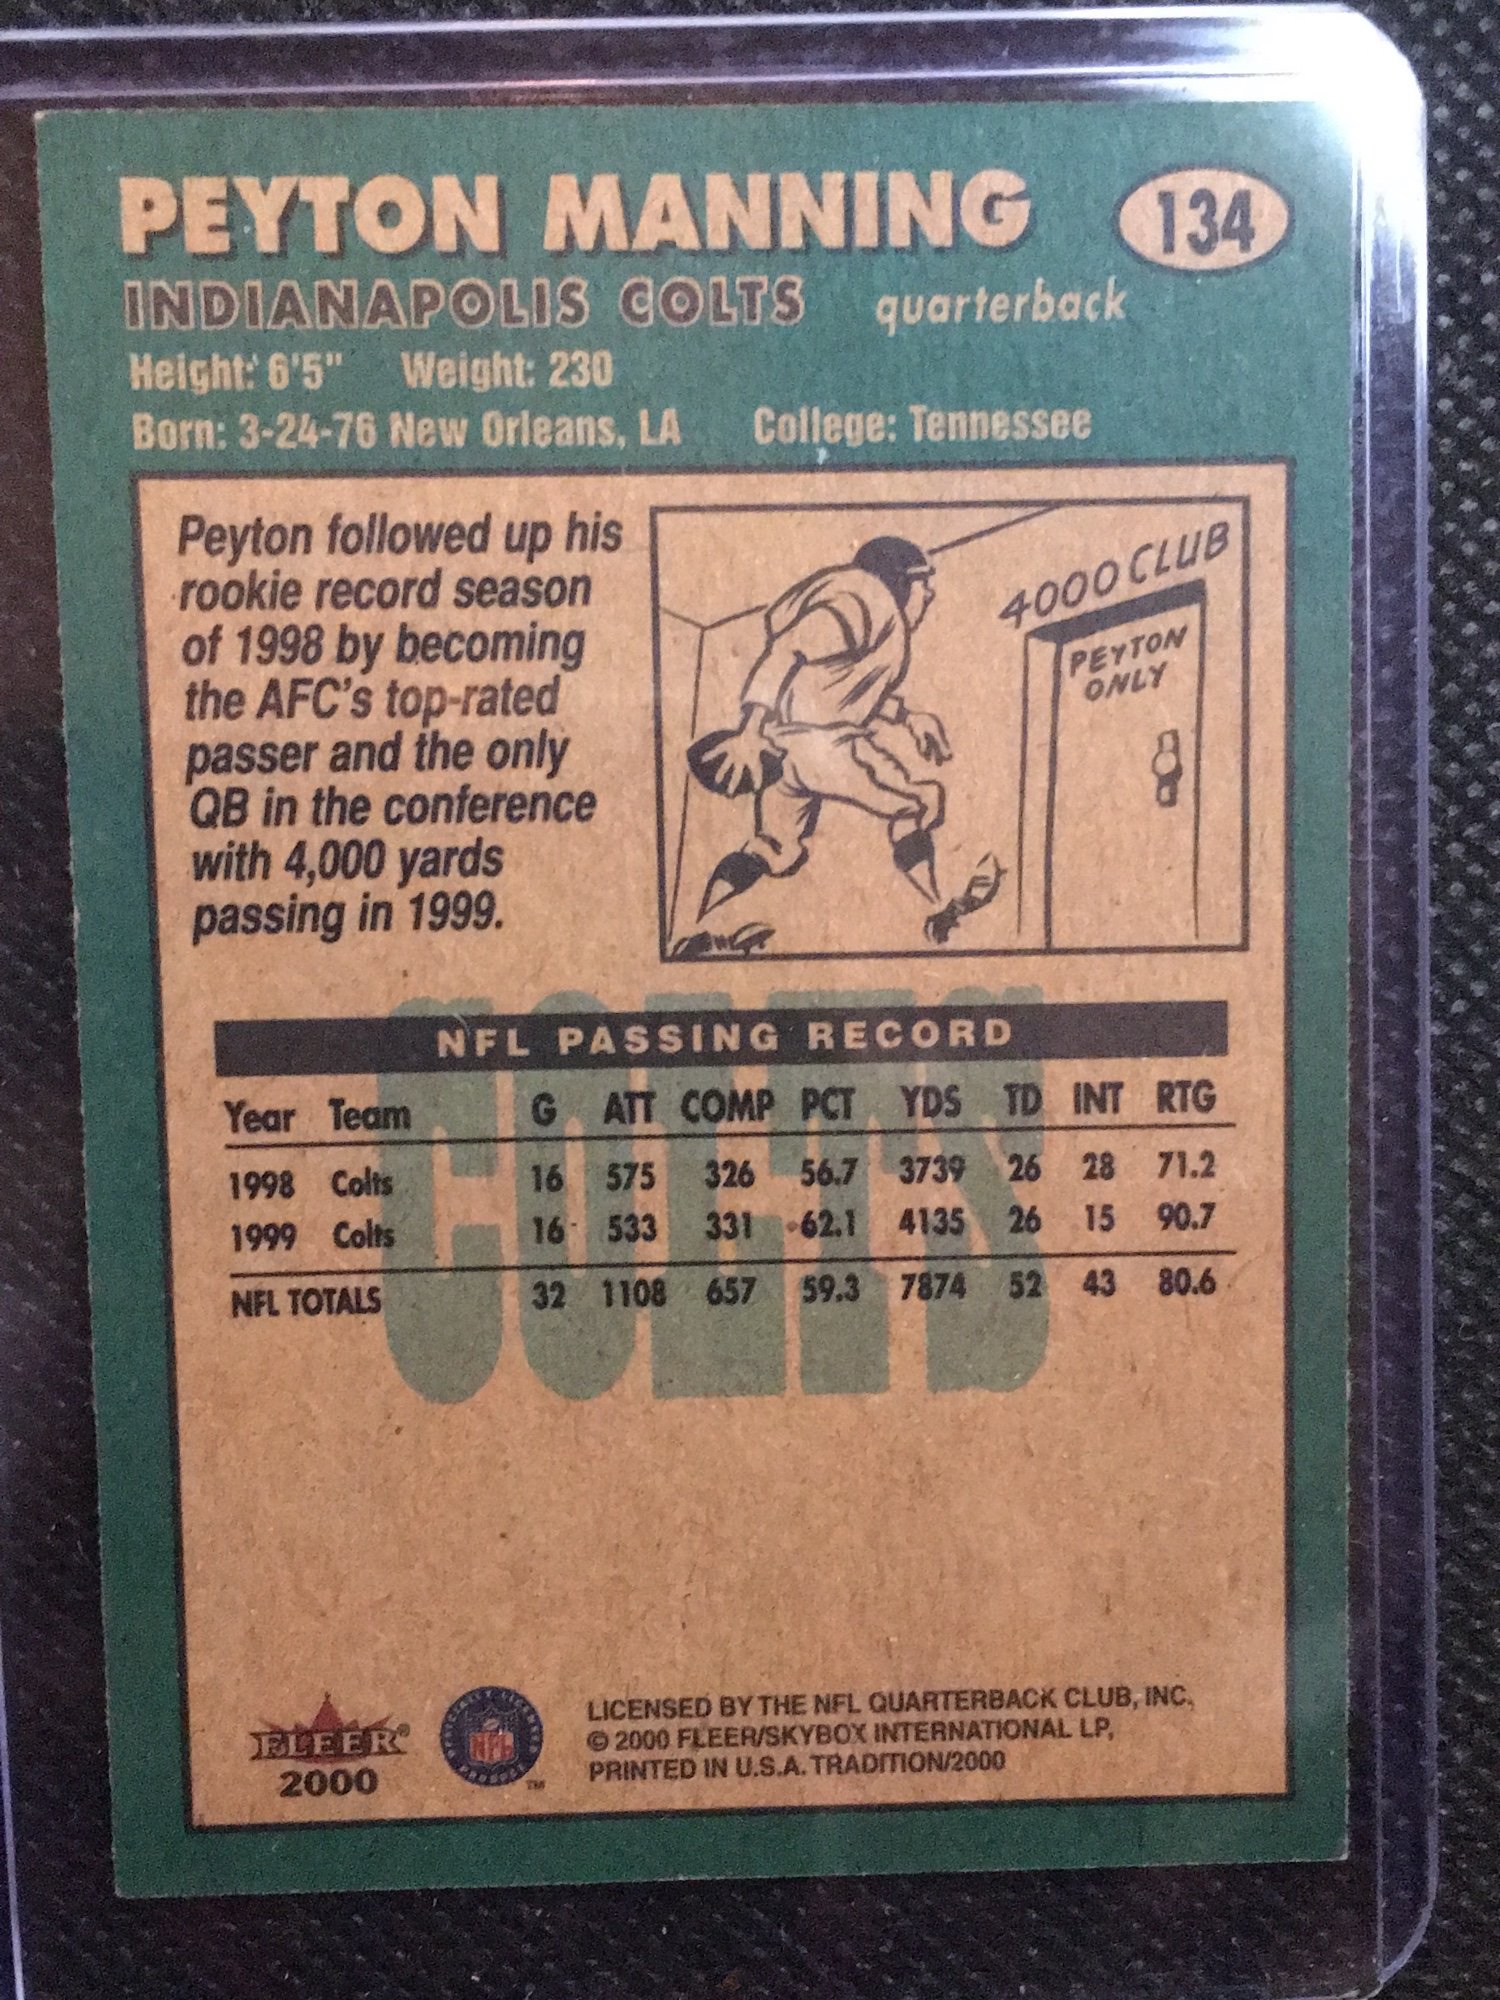 PEYTON MANNING 134
INDIANAPOLIS COLTS quarterback
Height: 6'5" Weight: 230
Born: 3-24-76 New Orleans, LA College: Tennessee
Peyton followed up his
rookie record season
of 1998 by becoming
the AFC's top-rated
passer and the only
QB in the conference
with 4,000 yards
passing in 1999.
4000 CLUB
PEYTON
ONLY
COLTS
NFL PASSING RECORD
Year Team G ATT COMP PCT YDS TD INT RTG
1998 Colts 16 575 326 56.7 3739 26 28 71.2
1999 Colts 16 533 331 62.1 4135 26 15 90.7
NFL TOTALS 32 1108 657 59.3 7874 52 43 80.6
FLEER®
2000
NFL
TM
LICENSED BY THE NFL QUARTERBACK CLUB, INC.
© 2000 FLEER/SKYBOX INTERNATIONAL LP,
PRINTED IN U.S.A. TRADITION/2000